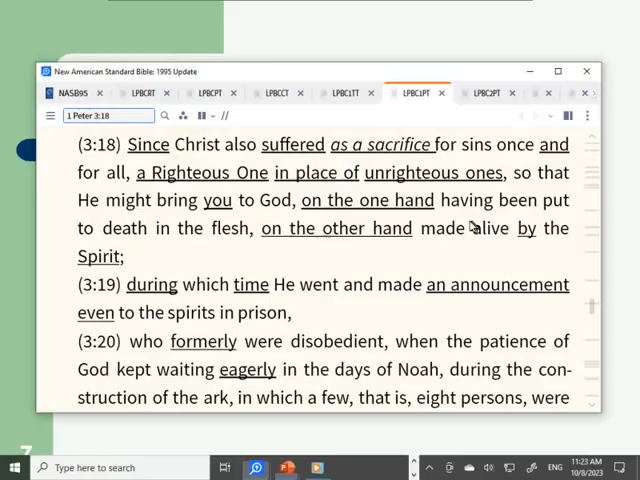 New American Standard Bible: 1995 Update
NASB95 LPBCRT LPBCPT LPBCCT LPBC1TT LPBC1PT LPBC2PT
1 Peter 3:18
(3:18) Since Christ also suffered as a sacrifice for sins once and
for all, a Righteous One in place of unrighteous ones, so that
He might bring you to God, on the one hand having been put
to death in the flesh, on the other hand made alive by the
Spirit;
(3:19) during which time He went and made an announcement
even to the spirits in prison,
(3:20) who formerly were disobedient, when the patience of
God kept waiting eagerly in the days of Noah, during the con-
struction of the ark, in which a few, that is, eight persons, were
7
Type here to search
11:23 AM
10/8/2023